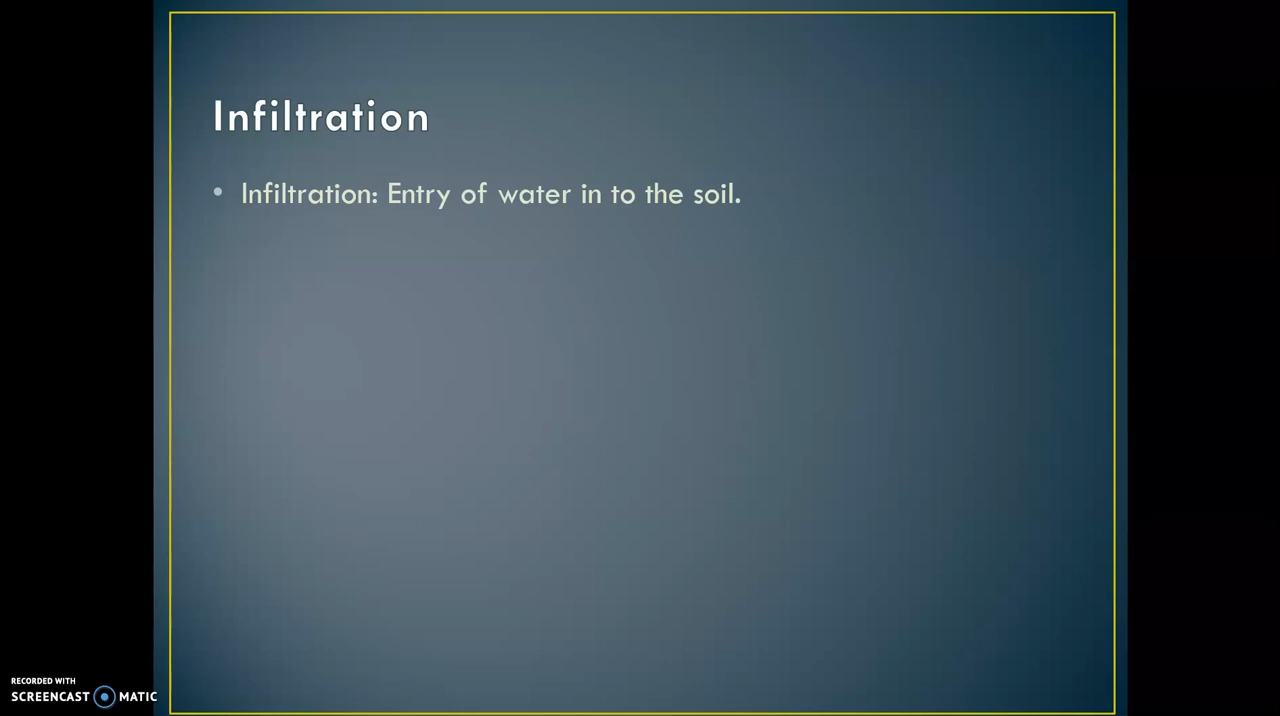 Infiltration
• Infiltration: Entry of water in to the soil.
RECORDED WITH
SCREENCAST MATIC